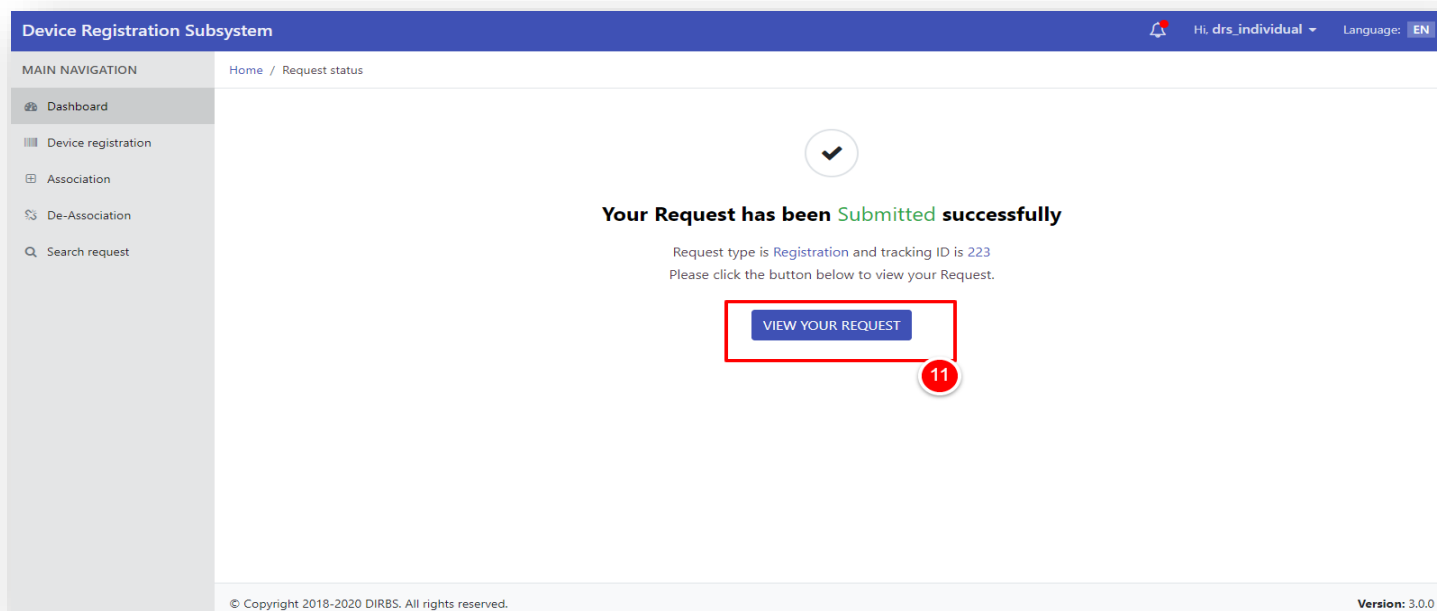 Device Registration Subsystem
Hi, drs_individual
Language: EN
MAIN NAVIGATION
Home / Request status
Dashboard
Device registration
Association
De-Association
Search request
Your Request has been Submitted successfully
Request type is Registration and tracking ID is 223
Please click the button below to view your Request.
VIEW YOUR REQUEST
11
© Copyright 2018-2020 DIRBS. All rights reserved.
Version: 3.0.0